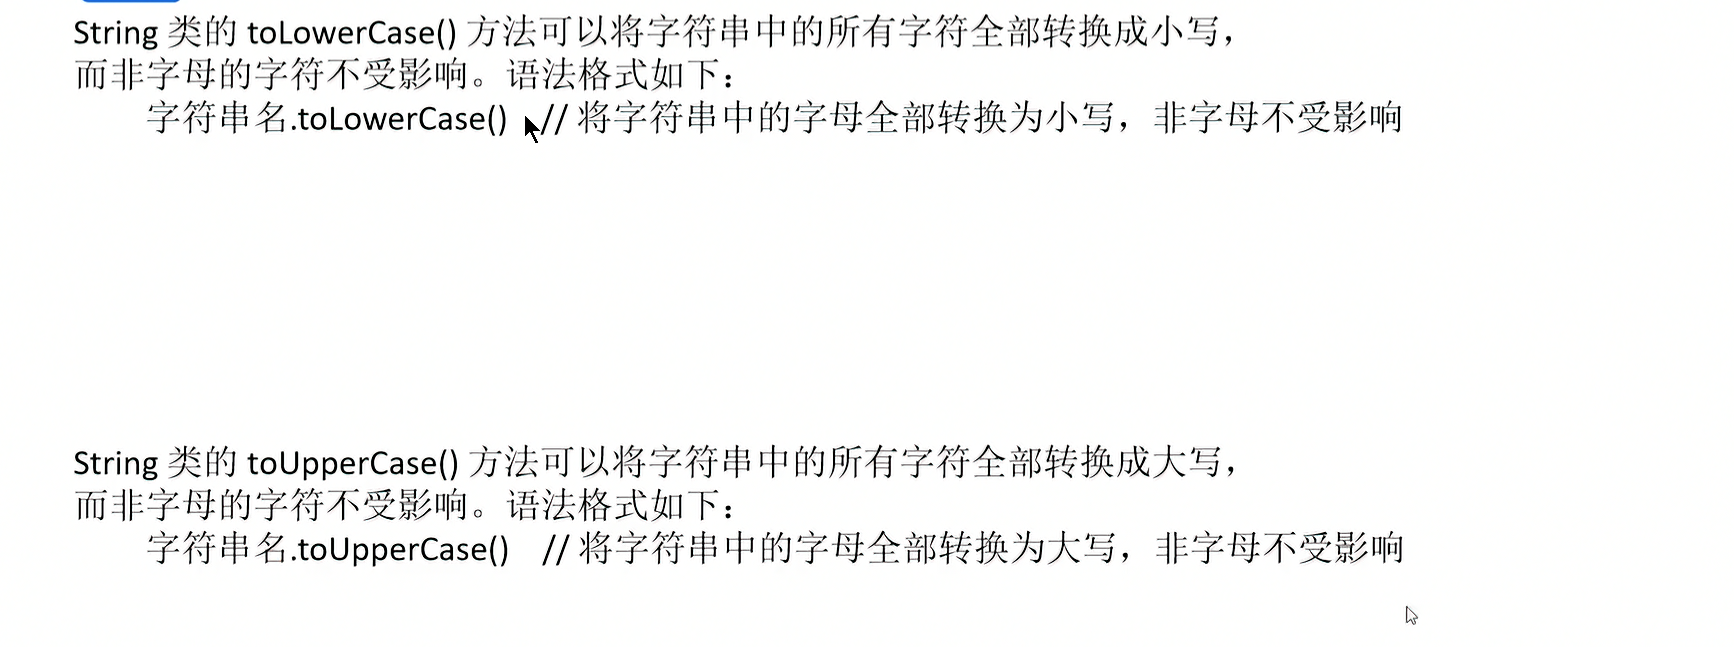 String 类的 toLowerCase() 方法可以将字符串中的所有字符全部转换成小写，
而非字母的字符不受影响。语法格式如下：
字符串名.toLowerCase() // 将字符串中的字母全部转换为小写，非字母不受影响
String 类的 toUpperCase() 方法可以将字符串中的所有字符全部转换成大写，
而非字母的字符不受影响。语法格式如下：
字符串名.toUpperCase() // 将字符串中的字母全部转换为大写，非字母不受影响